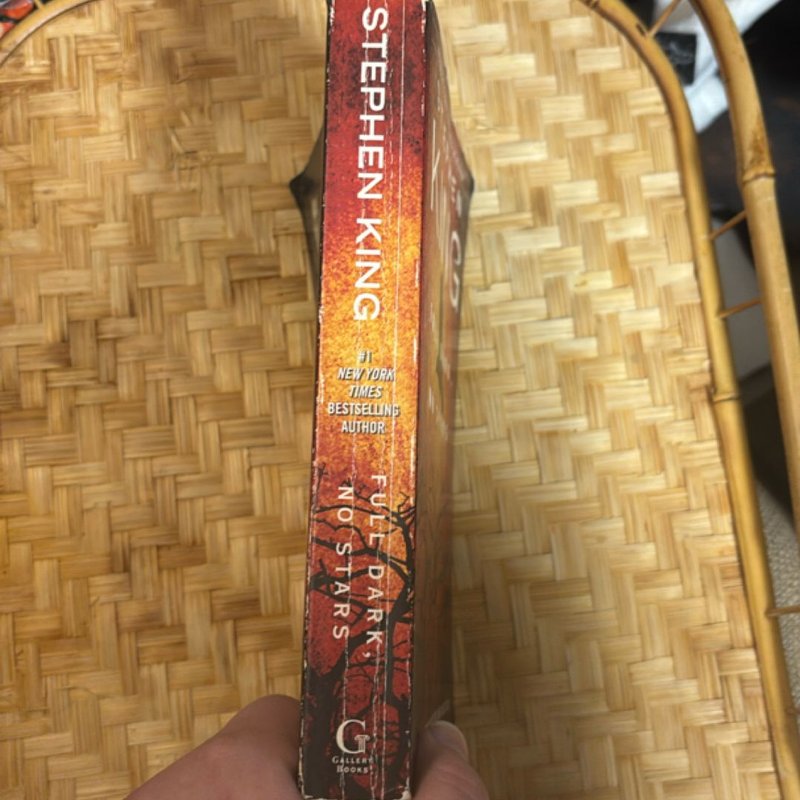 STEPHEN KING
#1
NEW YORK
TIMES
BESTSELLING
AUTHOR
FULL DARK,
NO STARS
G
GALLERY
BOOKS